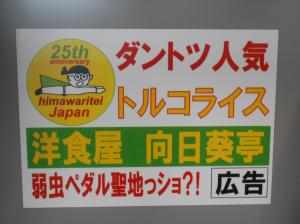 25th
anniversary
himawaritei
Japan
ダントツ人気
トルコライス
洋食屋 向日葵亭
弱虫ペダル聖地っショ?!
広告